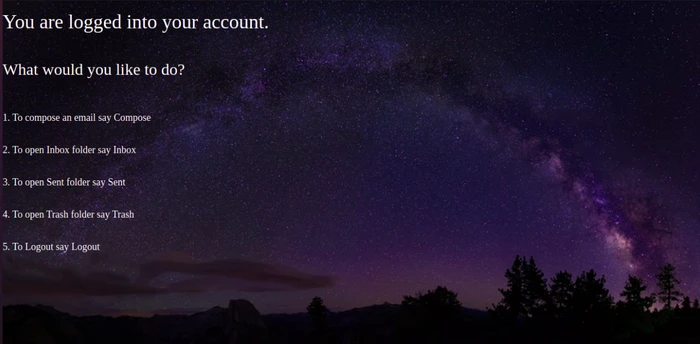 You are logged into your account.
What would you like to do?
1. To compose an email say Compose
2. To open Inbox folder say Inbox
3. To open Sent folder say Sent
4. To open Trash folder say Trash
5. To Logout say Logout